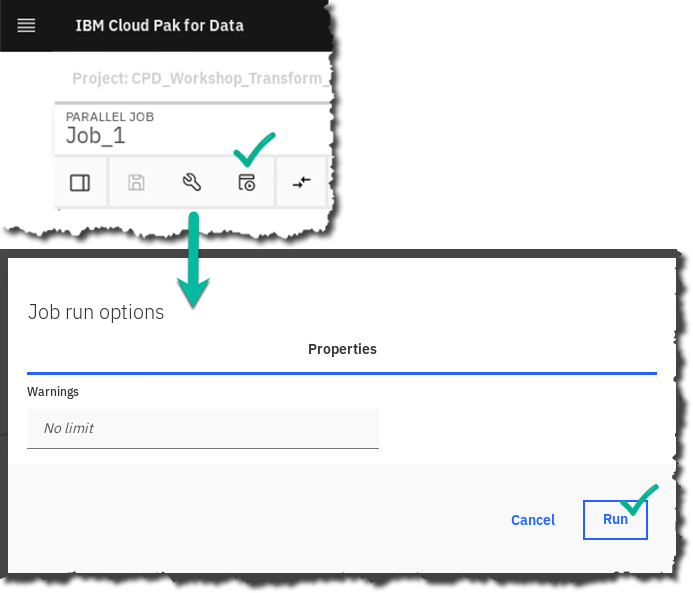 IBM Cloud Pak for Data
Project: CPD_Workshop_Transform_
PARALLEL JOB
Job_1
Job run options
Properties
Warnings
No limit
Cancel
Run